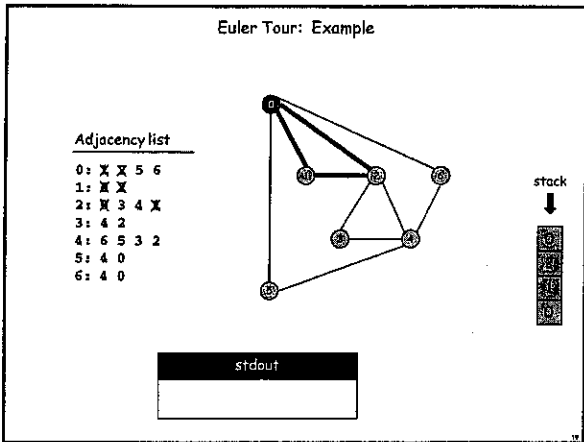 Euler Tour: Example
Adjacency list
0: X X 5 6
1: X X
2: X 3 4 X
3: 4 2
4: 6 5 3 2
5: 4 0
6: 4 0
0
stack
stdout